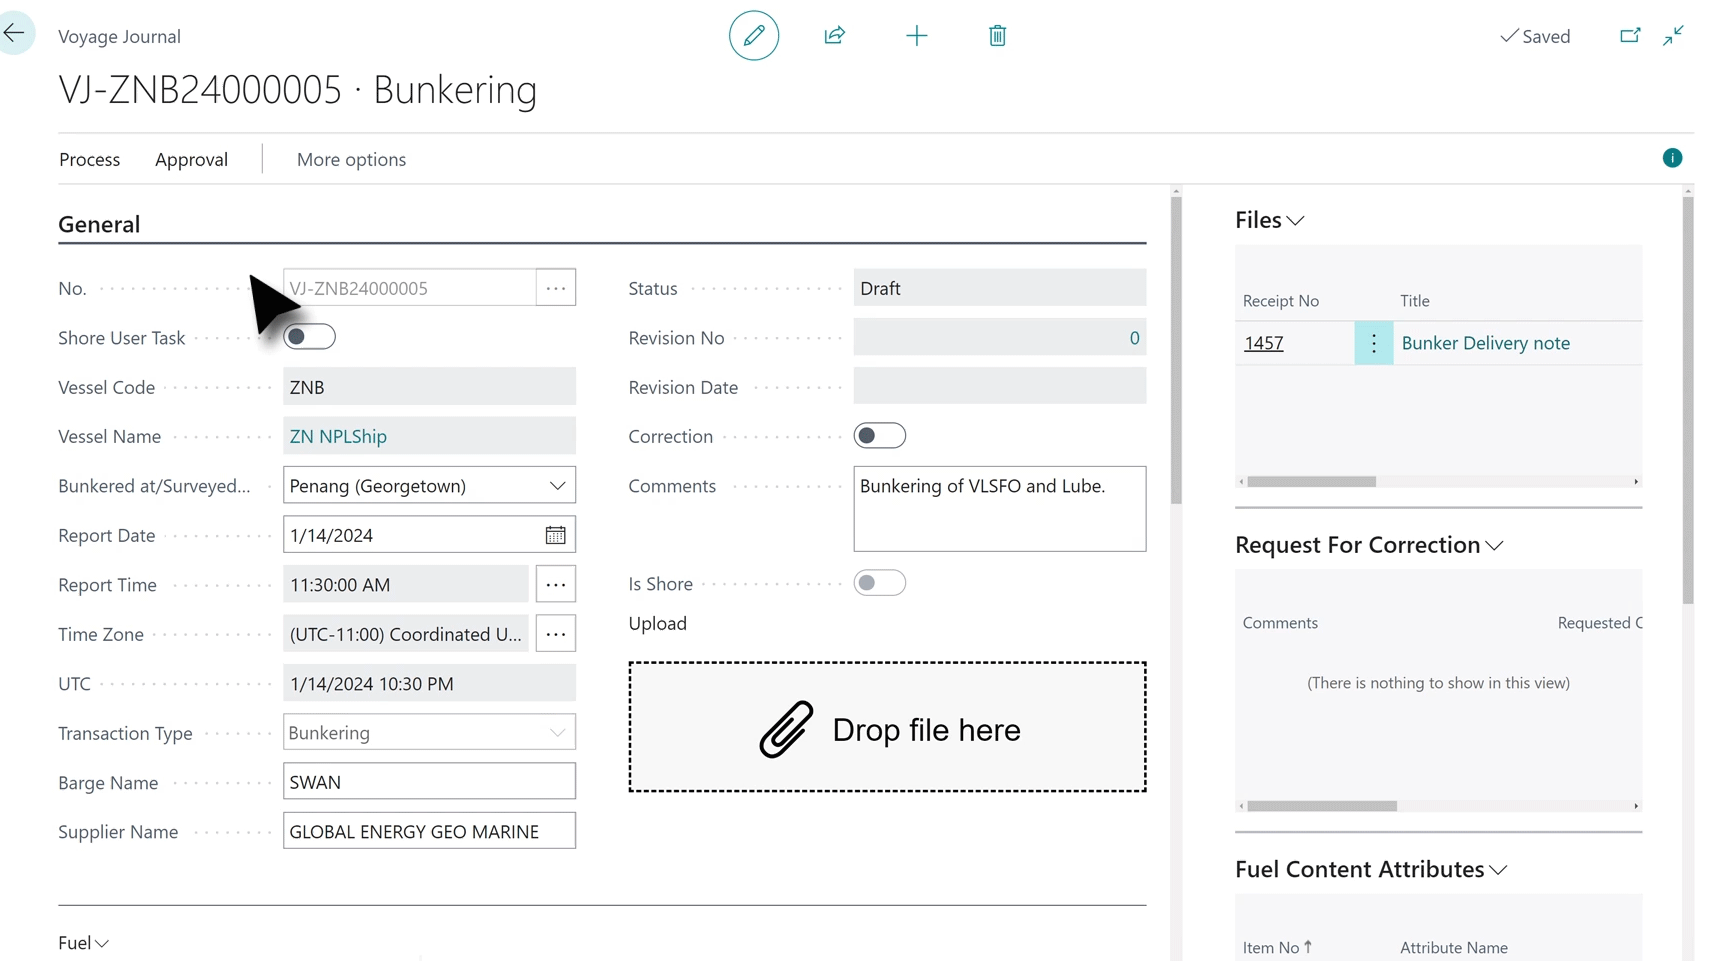 Voyage Journal
Saved
VJ-ZNB24000005 · Bunkering
Process
Approval
More options
General
No.
VJ-ZNB24000005
Shore User Task
Vessel Code
ZNB
Vessel Name
ZN NPLShip
Bunkered at/Surveyed...
Penang (Georgetown)
Report Date
1/14/2024
Report Time
11:30:00 AM
Time Zone
(UTC-11:00) Coordinated U...
UTC
1/14/2024 10:30 PM
Transaction Type
Bunkering
Barge Name
SWAN
Supplier Name
GLOBAL ENERGY GEO MARINE
Status
Draft
Revision No
0
Revision Date
Correction
Comments
Bunkering of VLSFO and Lube.
Is Shore
Upload
Drop file here
Fuel
Files
Receipt No
Title
1457
Bunker Delivery note
Request For Correction
Comments
Requested C
(There is nothing to show in this view)
Fuel Content Attributes
Item No ↑
Attribute Name